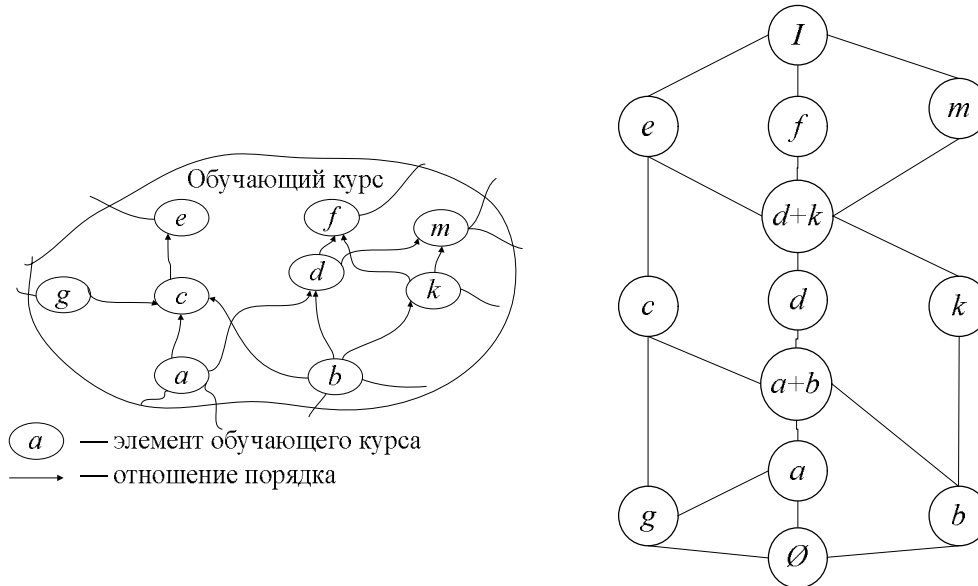 Обучающий курс
e
f
m
d
g
c
k
a
b
a — элемент обучающего курса
— отношение порядка
I
e
f
m
d+k
c
d
k
a+b
a
g
b
Ø